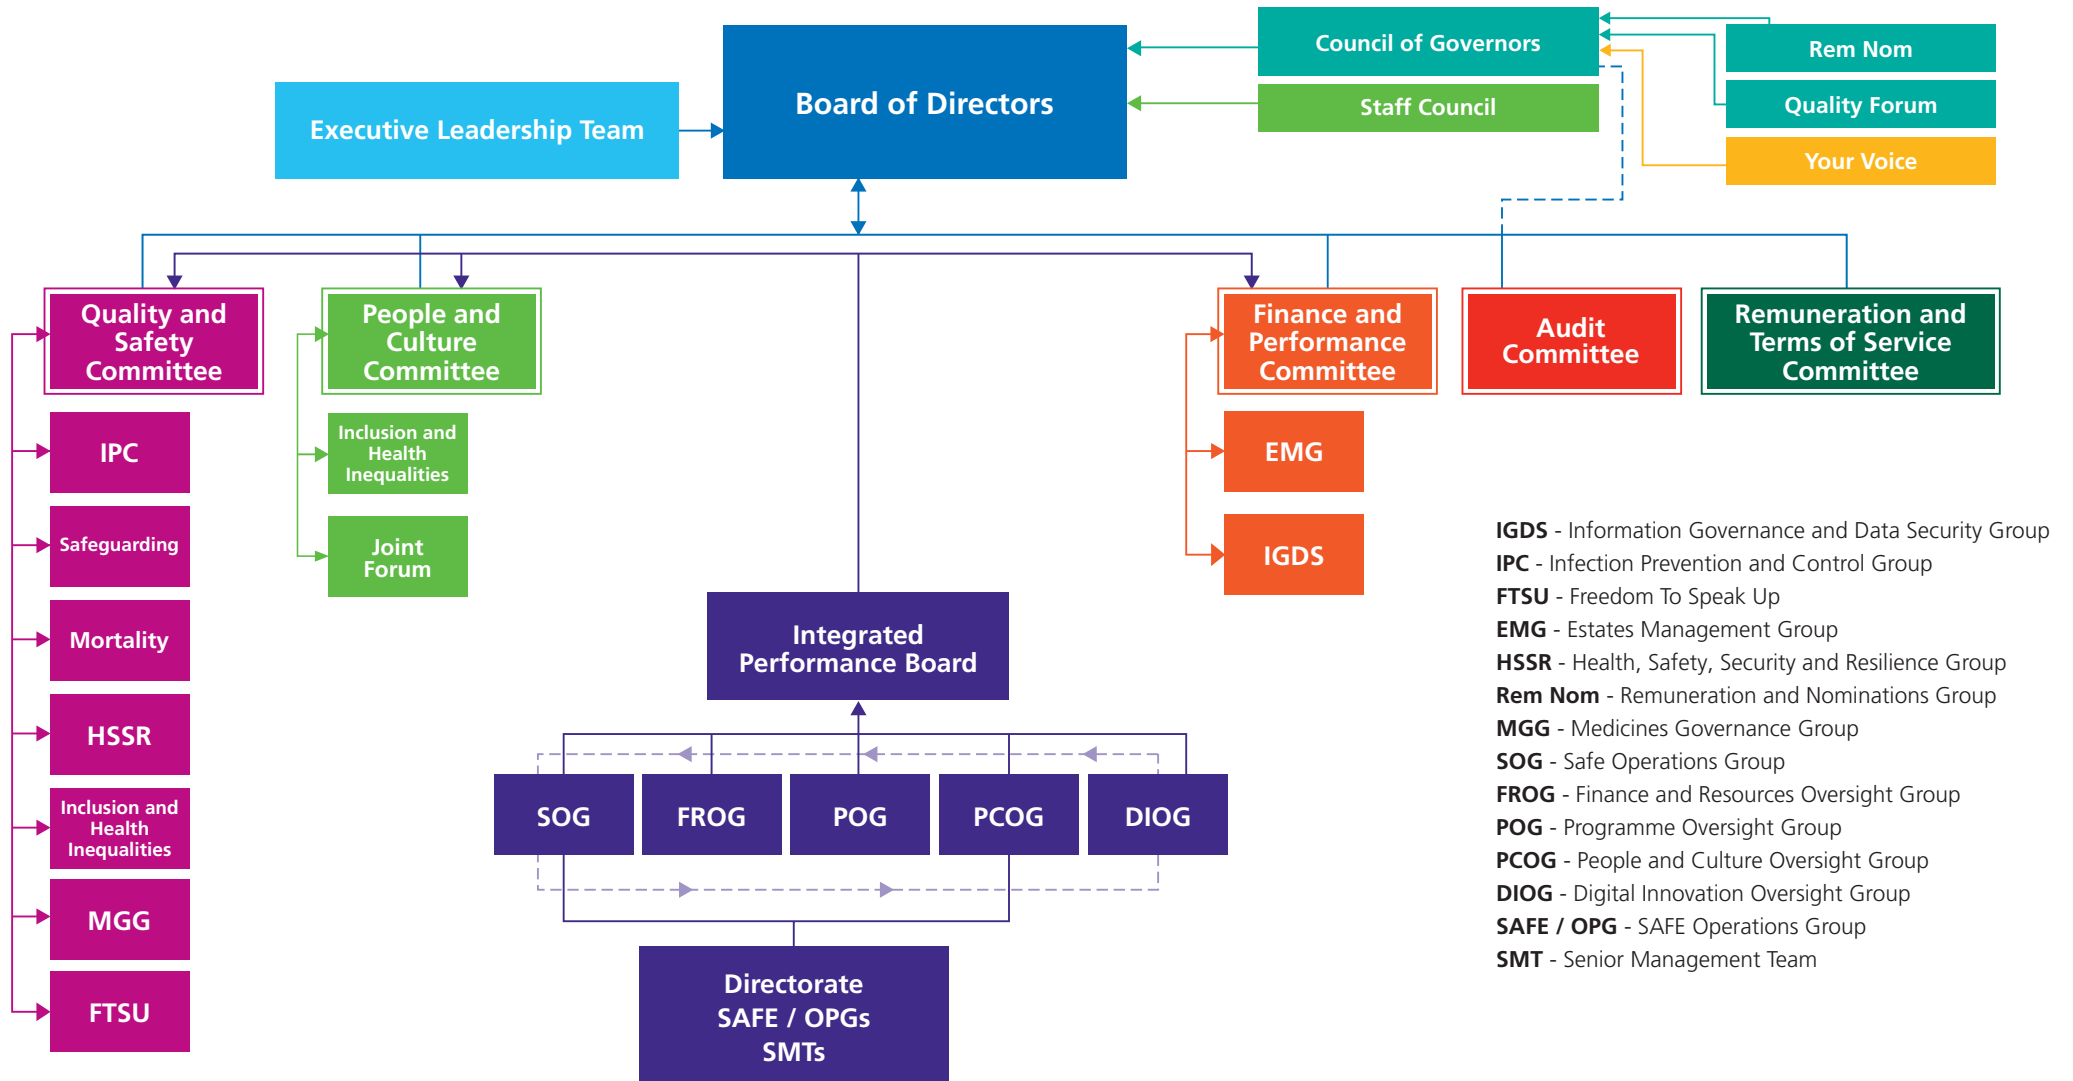 Council of Governors
Rem Nom
Board of Directors
Staff Council
Quality Forum
Executive Leadership Team
Your Voice
Quality and
Safety
Committee
People and
Culture
Committee
Finance and
Performance
Committee
Audit
Committee
Remuneration and
Terms of Service
Committee
IPC
Safeguarding
Mortality
HSSR
Inclusion and
Health
Inequalities
MGG
FTSU
Inclusion and
Health
Inequalities
Joint
Forum
EMG
IGDS
Integrated
Performance Board
SOG
FROG
POG
PCOG
DIOG
Directorate
SAFE / OPGs
SMTs
IGDS - Information Governance and Data Security Group
IPC - Infection Prevention and Control Group
FTSU - Freedom To Speak Up
EMG - Estates Management Group
HSSR - Health, Safety, Security and Resilience Group
Rem Nom - Remuneration and Nominations Group
MGG - Medicines Governance Group
SOG - Safe Operations Group
FROG - Finance and Resources Oversight Group
POG - Programme Oversight Group
PCOG - People and Culture Oversight Group
DIOG - Digital Innovation Oversight Group
SAFE / OPG - SAFE Operations Group
SMT - Senior Management Team